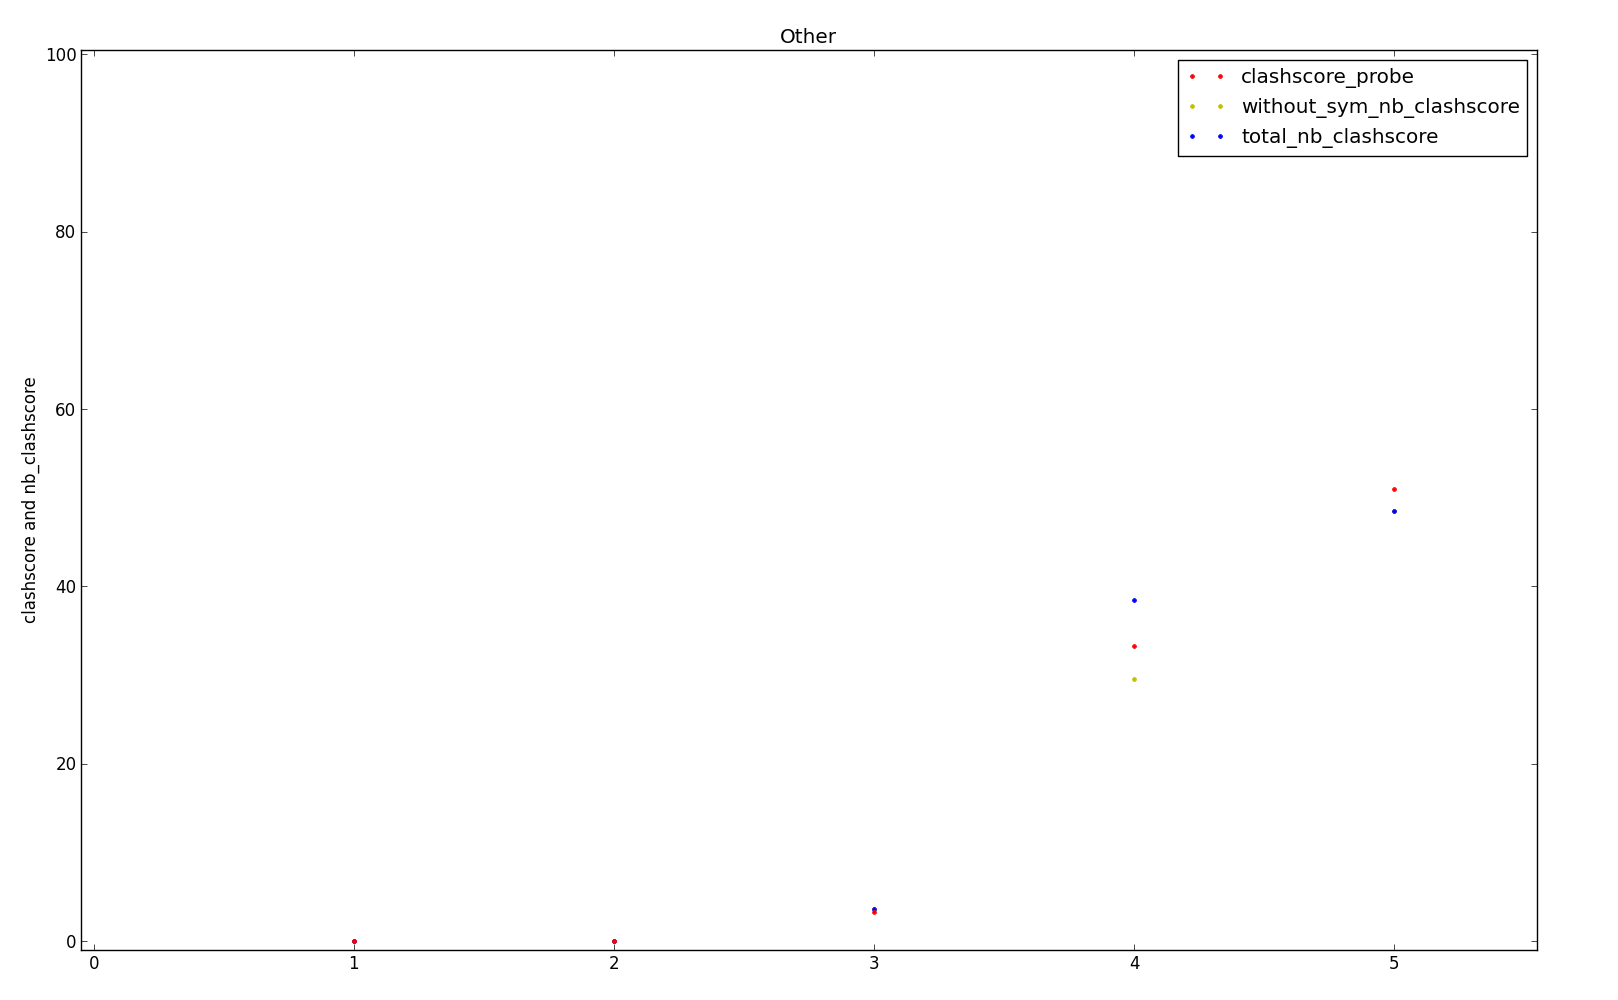 Other
100
80
60
40
20
0
clashscore and nb_clashscore
clashscore_probe
without_sym_nb_clashscore
total_nb_clashscore
0 1 2 3 4 5